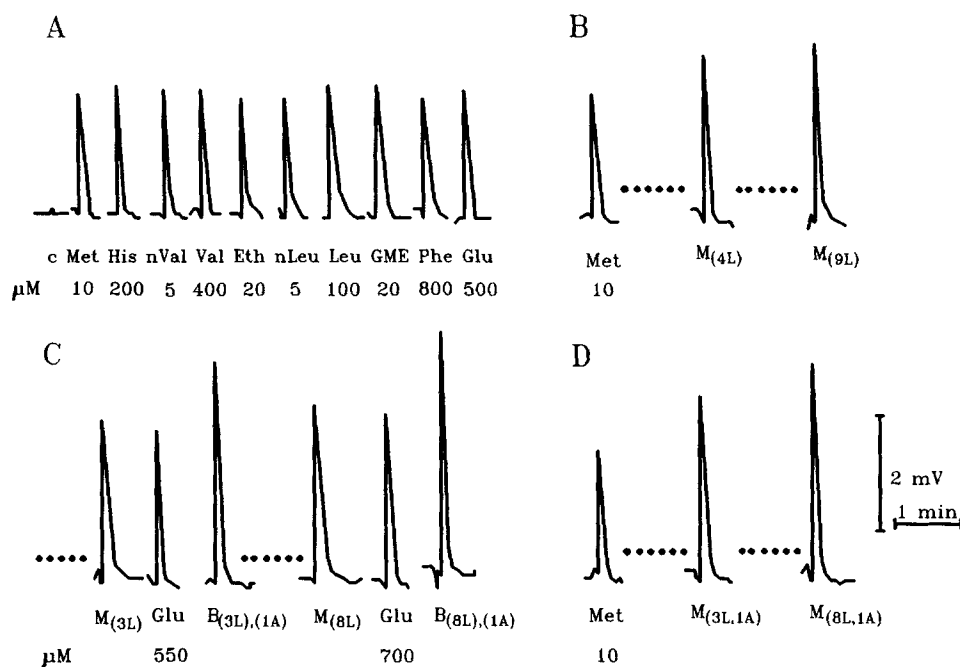 A
c Met His nVal Val Eth nLeu Leu GME Phe Glu
μM 10 200 5 400 20 5 100 20 800 500
B
Met M(4L) M(9L)
10
C
M(3L) Glu B(3L),(1A) M(8L) Glu B(8L),(1A)
μM 550 700
D
2 mV
1 min
Met M(3L,1A) M(8L,1A)
10